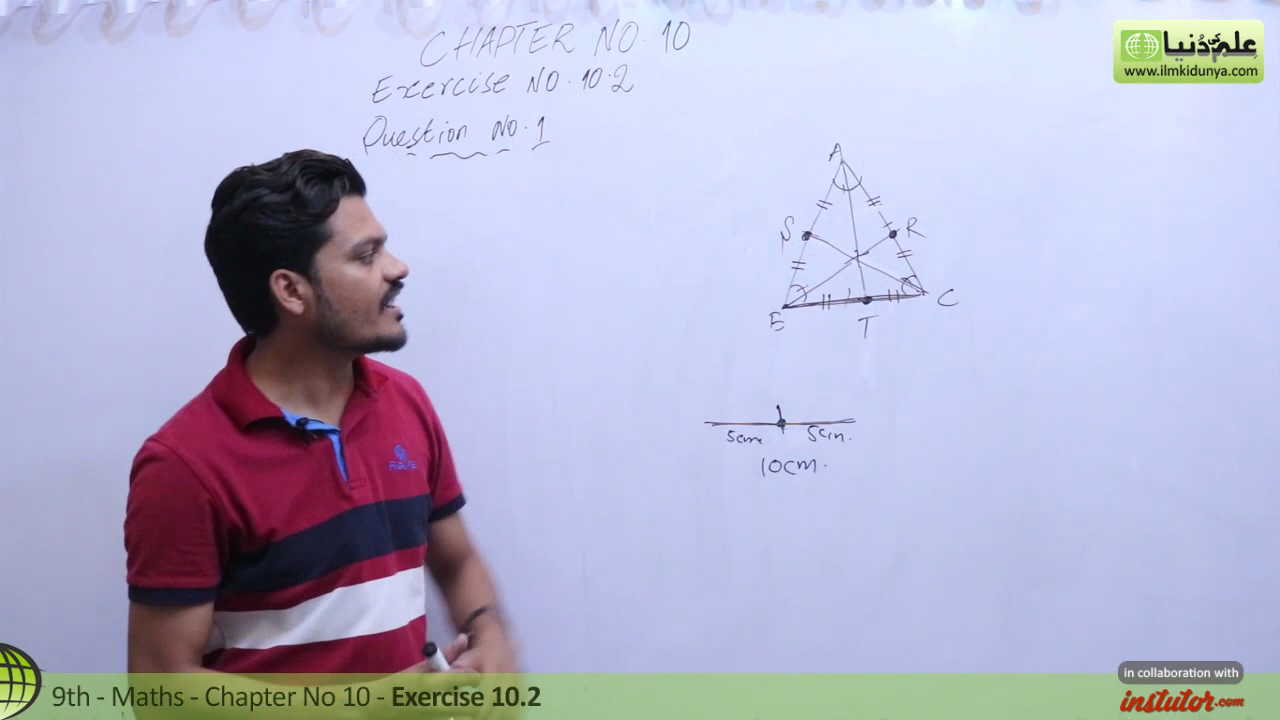 CHAPTER NO. 10
Exercise NO. 10.2
Question NO. 1
علم کی دُنیا
www.ilmkidunya.com
A
S
R
B
T
C
5cm 5cm.
10cm.
9th - Maths - Chapter No 10 - Exercise 10.2
in collaboration with
instutor.com